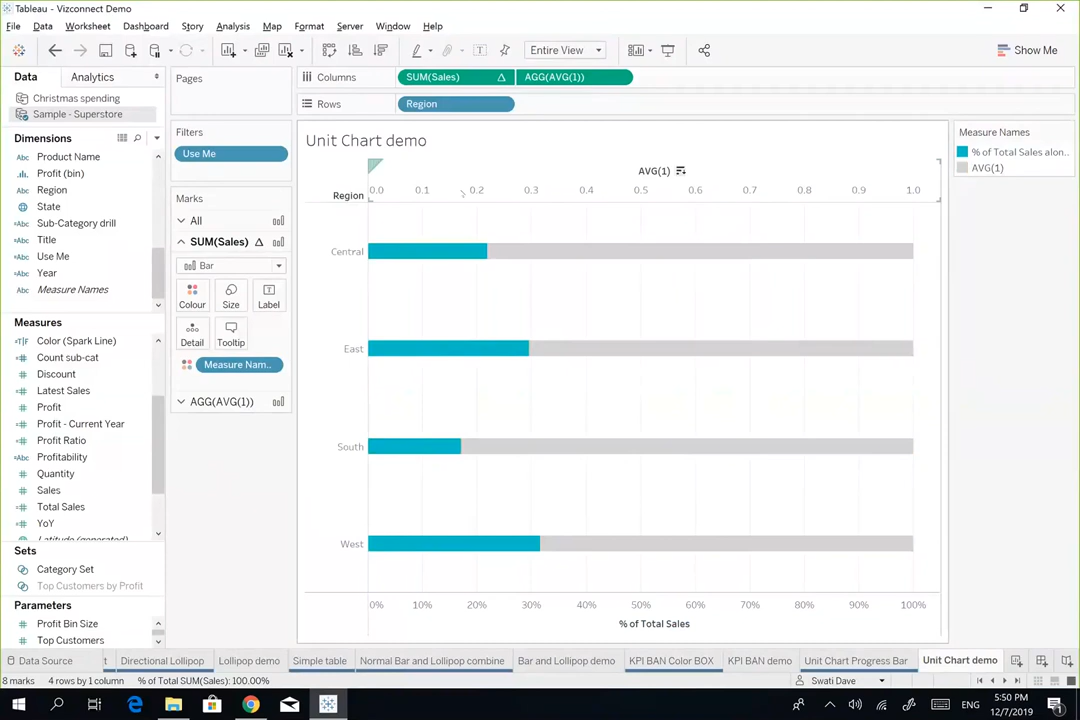 Tableau - Vizconnect Demo
File Data Worksheet Dashboard Story Analysis Map Format Server Window Help
Entire View
Show Me
Data Analytics
Christmas spending
Sample - Superstore
Dimensions
Abc Product Name
Profit (bin)
Abc Region
State
=Abc Sub-Category drill
=Abc Title
=Abc Use Me
=Abc Year
Abc Measure Names
Measures
=T|F Color (Spark Line)
=# Count sub-cat
# Discount
=# Latest Sales
# Profit
=# Profit - Current Year
=# Profit Ratio
=Abc Profitability
# Quantity
# Sales
=# Total Sales
=# YoY
Latitude (generated)
Sets
Category Set
Top Customers by Profit
Parameters
# Profit Bin Size
# Top Customers
Pages
Filters
Use Me
Marks
All
SUM(Sales) Δ
Bar
Colour Size Label
Detail Tooltip
Measure Nam..
AGG(AVG(1))
Columns SUM(Sales) Δ AGG(AVG(1))
Rows Region
Unit Chart demo
AVG(1)
Region
0.0 0.1 0.2 0.3 0.4 0.5 0.6 0.7 0.8 0.9 1.0
Central
East
South
West
0% 10% 20% 30% 40% 50% 60% 70% 80% 90% 100%
% of Total Sales
Measure Names
% of Total Sales alon..
AVG(1)
Data Source t Directional Lollipop Lollipop demo Simple table Normal Bar and Lollipop combine Bar and Lollipop demo KPI BAN Color BOX KPI BAN demo Unit Chart Progress Bar Unit Chart demo
8 marks 4 rows by 1 column % of Total SUM(Sales): 100.00%
Swati Dave
ENG
5:50 PM
12/7/2019
1